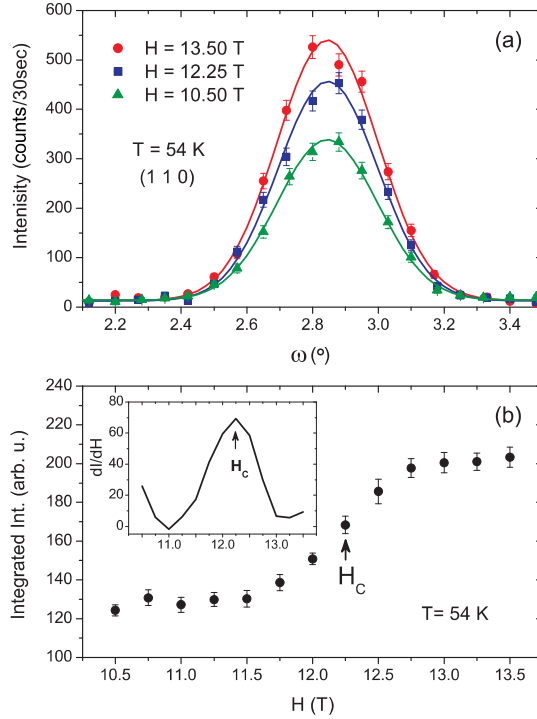 600
500
400
300
200
100
0
Intenisity (counts/30sec)
(a)
H = 13.50 T
H = 12.25 T
H = 10.50 T
T = 54 K
(1 1 0)
2.2 2.4 2.6 2.8 3.0 3.2 3.4
ω (º)
240
220
200
180
160
140
120
100
Integrated Int. (arb. u.)
(b)
80
60
40
20
0
dI/dH
H_C
11.0 12.0 13.0
H_C
T= 54 K
10.5 11.0 11.5 12.0 12.5 13.0 13.5
H (T)